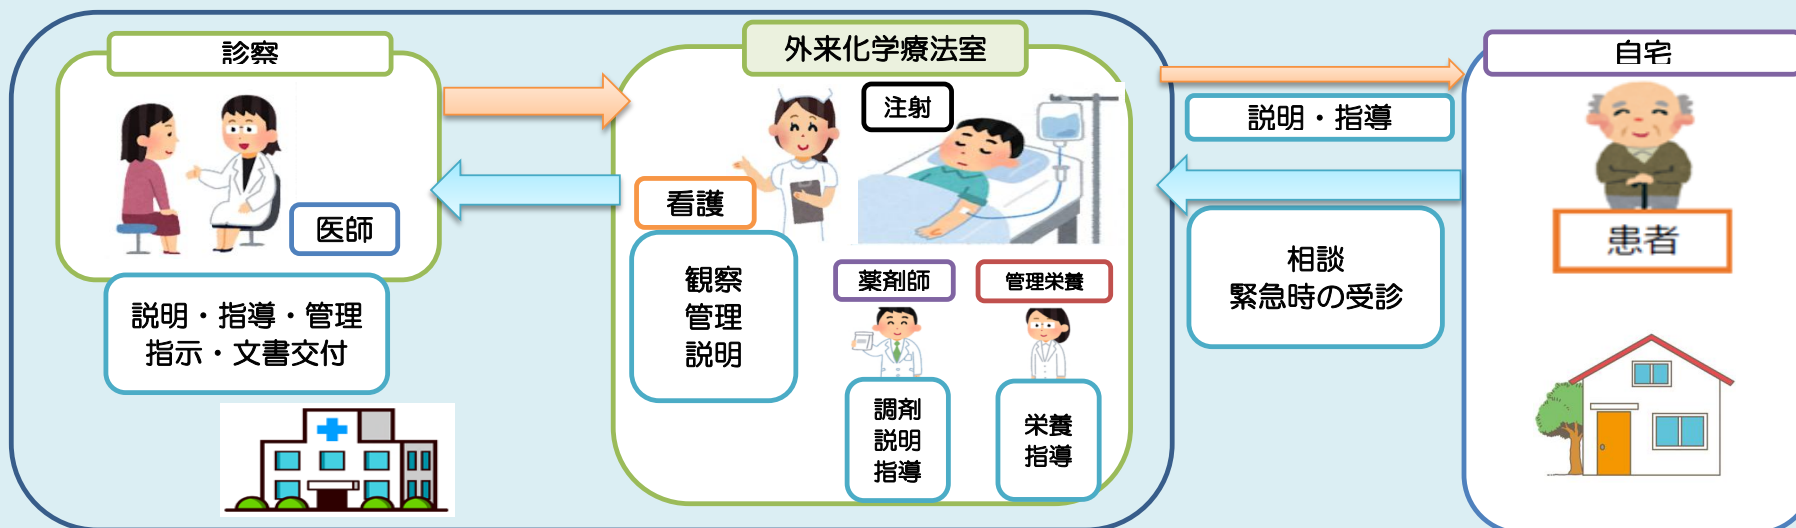 診察
医師
説明・指導・管理
指示・文書交付
外来化学療法室
注射
看護
観察
管理
説明
薬剤師
調剤
説明
指導
管理栄養
栄養
指導
説明・指導
相談
緊急時の受診
自宅
患者